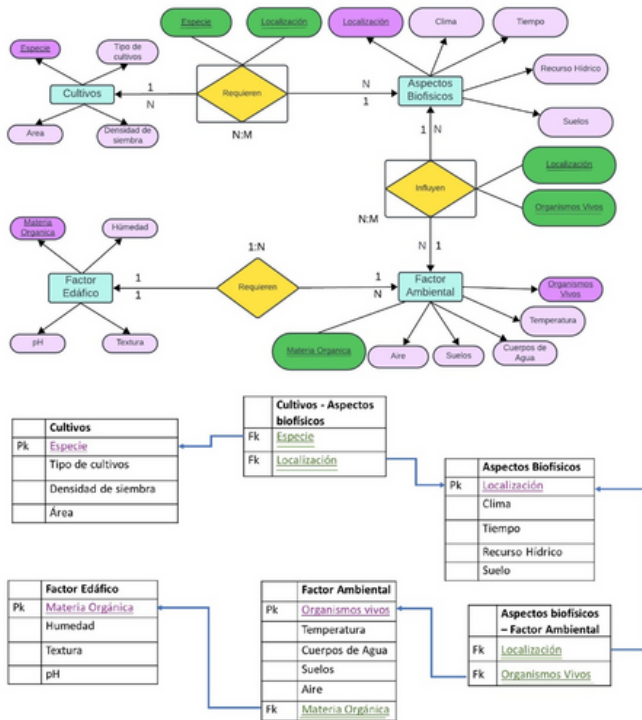 Especie
Localización
Localización
Clima
Tiempo
Especie
Tipo de
cultivos
Cultivos
1
N
Requieren
N
1
Aspectos
Biofísicos
Recurso Hídrico
Área
Densidad de
siembra
N:M
Suelos
1
N
Localización
Influyen
Organismos Vivos
N:M
Materia
Organica
Húmedad
1:N
N
1
Factor
Edáfico
1
1
Requieren
1
N
Factor
Ambiental
Organismos
Vivos
Temperatura
pH
Textura
Materia Organica
Aire
Suelos
Cuerpos de
Agua
Cultivos
Pk
Especie
Tipo de cultivos
Densidad de siembra
Área
Cultivos - Aspectos
biofísicos
Fk
Especie
Fk
Localización
Aspectos Biofísicos
Pk
Localización
Clima
Tiempo
Recurso Hídrico
Suelo
Factor Edáfico
Pk
Materia Orgánica
Humedad
Textura
pH
Factor Ambiental
Pk
Organismos vivos
Temperatura
Cuerpos de Agua
Suelos
Aire
Fk
Materia Orgánica
Aspectos biofísicos
– Factor Ambiental
Fk
Localización
Fk
Organismos Vivos